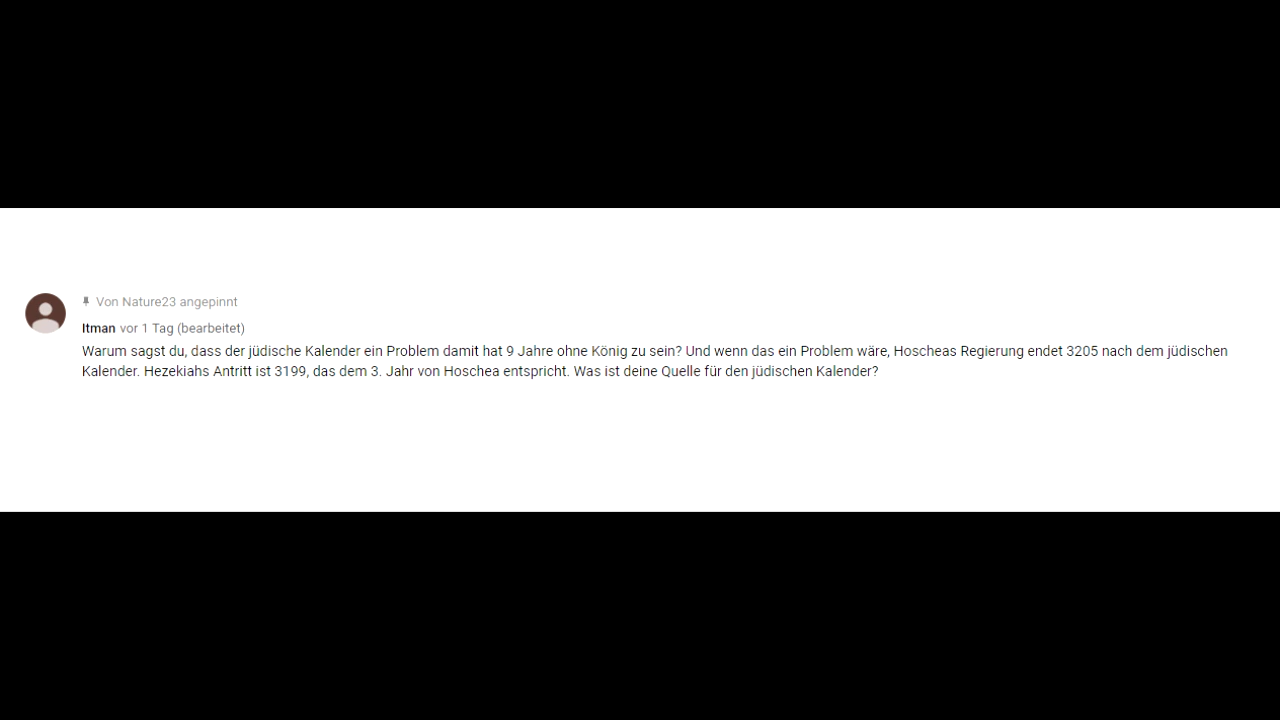 Von Nature23 angepinnt
Itman vor 1 Tag (bearbeitet)
Warum sagst du, dass der jüdische Kalender ein Problem damit hat 9 Jahre ohne König zu sein? Und wenn das ein Problem wäre, Hoscheas Regierung endet 3205 nach dem jüdischen
Kalender. Hezekiahs Antritt ist 3199, das dem 3. Jahr von Hoschea entspricht. Was ist deine Quelle für den jüdischen Kalender?